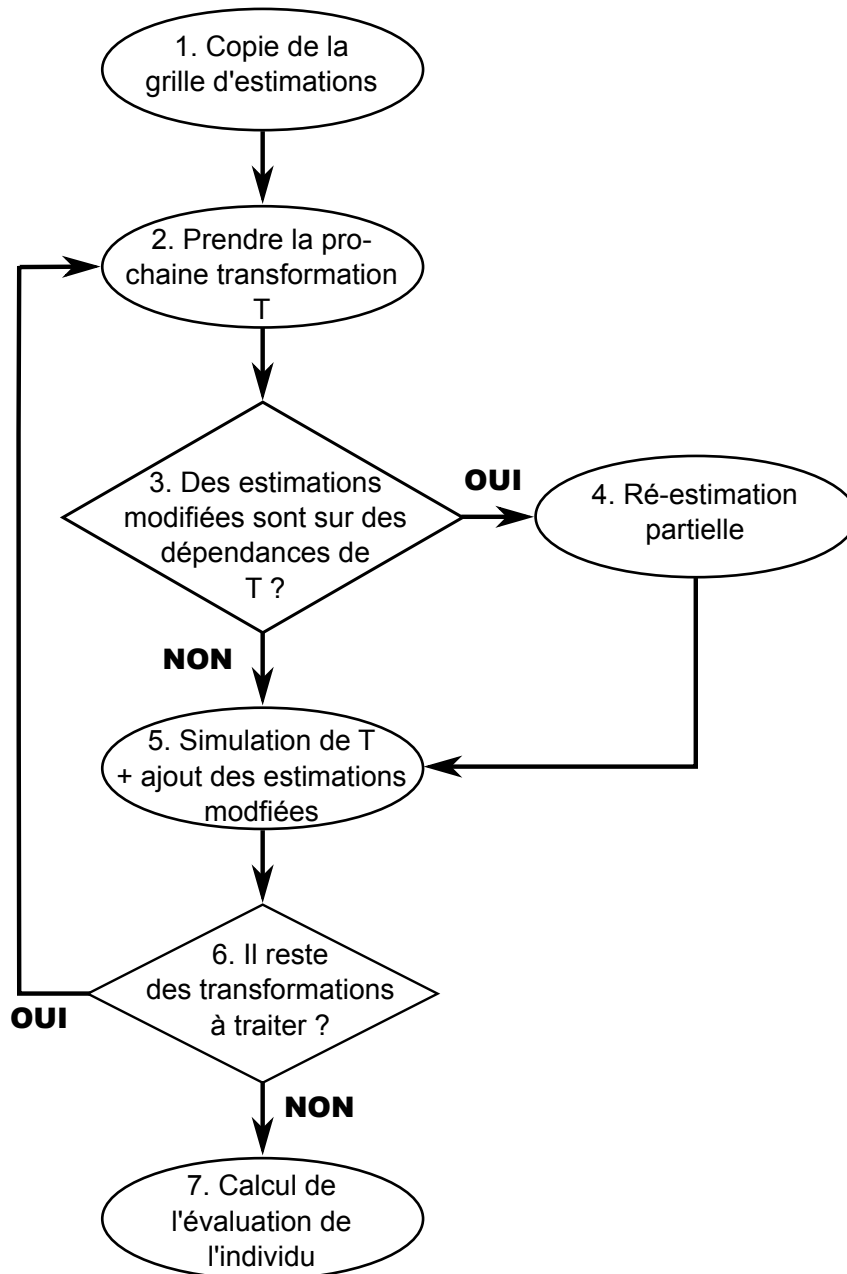 1. Copie de la
grille d'estimations
2. Prendre la pro-
chaine transformation
T
3. Des estimations
modifiées sont sur des
dépendances de
T ?
OUI
4. Ré-estimation
partielle
NON
5. Simulation de T
+ ajout des estimations
modfiées
6. Il reste
des transformations
à traiter ?
OUI
NON
7. Calcul de
l'évaluation de
l'individu